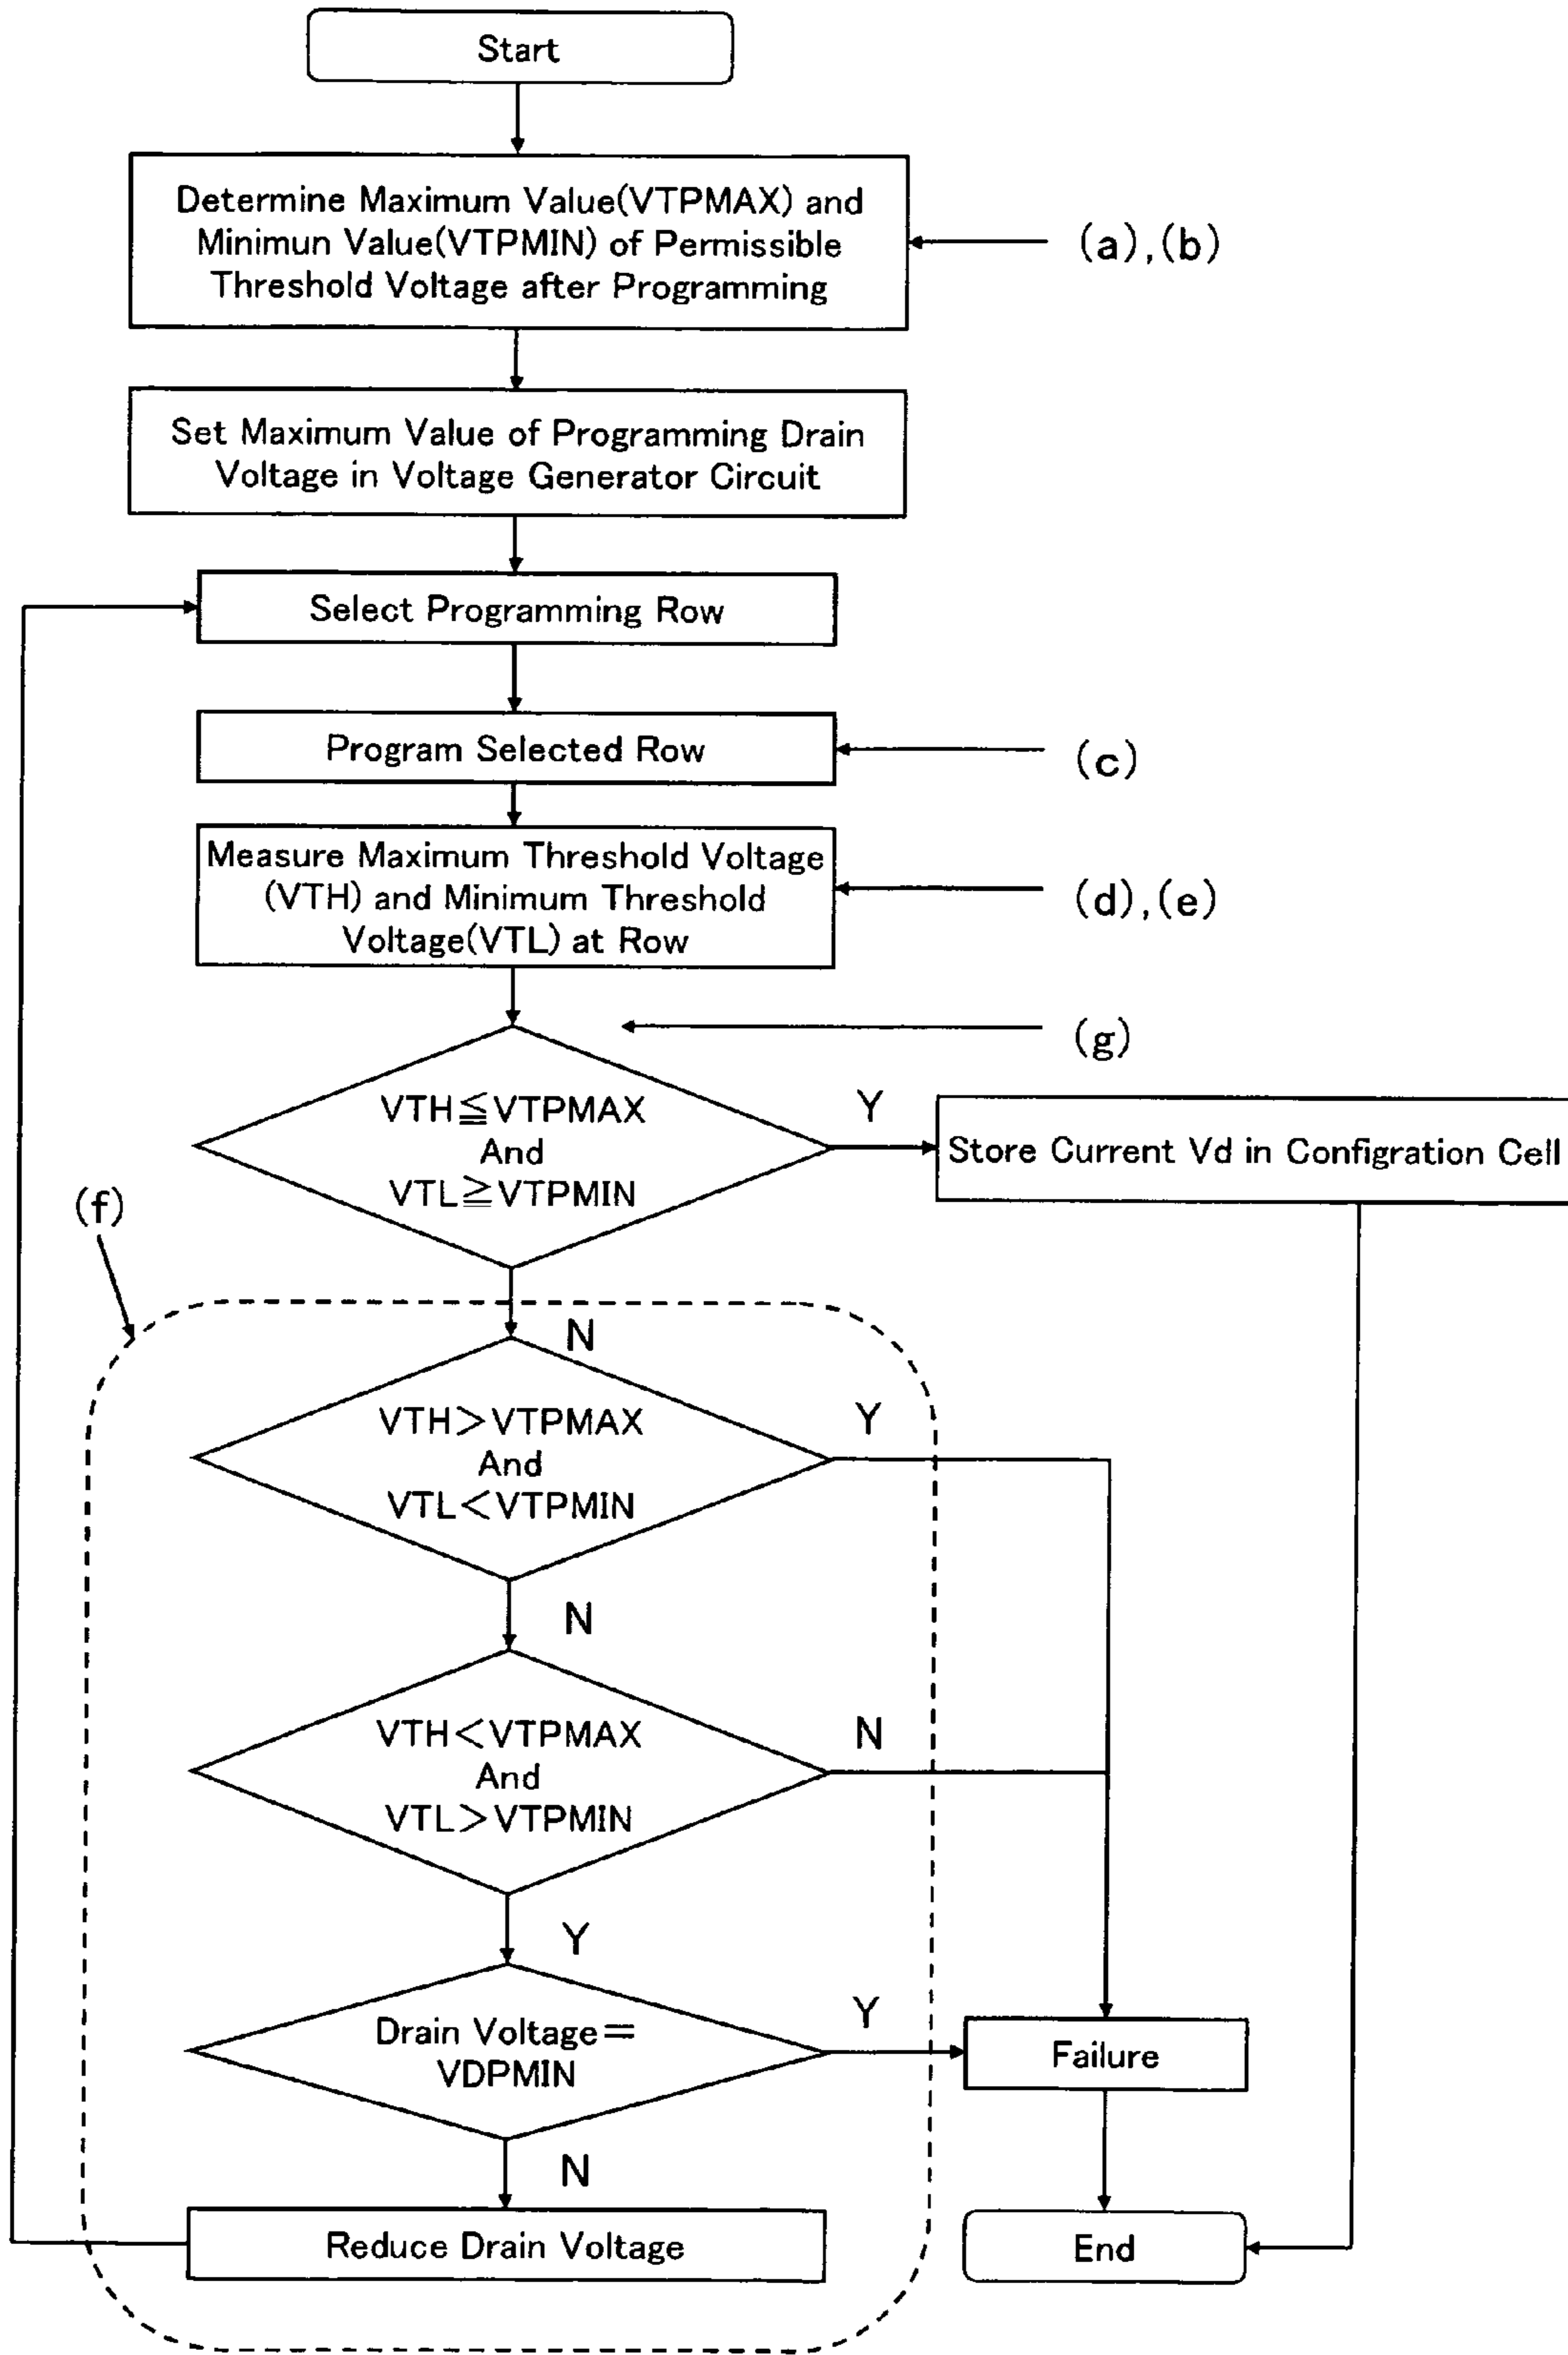 Start
Determine Maximum Value(VTPMAX) and
Minimun Value(VTPMIN) of Permissible
Threshold Voltage after Programming
(a),(b)
Set Maximum Value of Programming Drain
Voltage in Voltage Generator Circuit
Select Programming Row
Program Selected Row
(c)
Measure Maximum Threshold Voltage
(VTH) and Minimum Threshold
Voltage(VTL) at Row
(d),(e)
(g)
VTH≦VTPMAX
And
VTL≧VTPMIN
Y
Store Current Vd in Configration Cell
(f)
N
VTH>VTPMAX
And
VTL<VTPMIN
Y
N
VTH<VTPMAX
And
VTL>VTPMIN
N
Y
Drain Voltage=
VDPMIN
Y
Failure
N
Reduce Drain Voltage
End